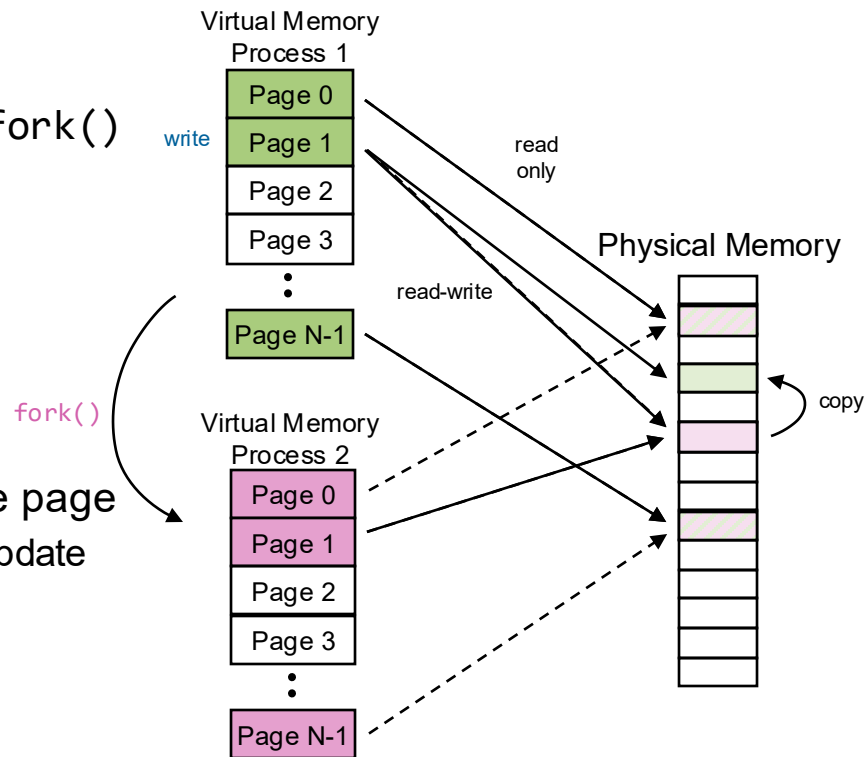 Virtual Memory
Process 1
Page 0
fork()
write
Page 1
read
only
Page 2
Page 3
Physical Memory
read-write
Page N-1
copy
fork()
Virtual Memory
Process 2
page
Page 0
Page 1
Page 2
Page 3
Page N-1